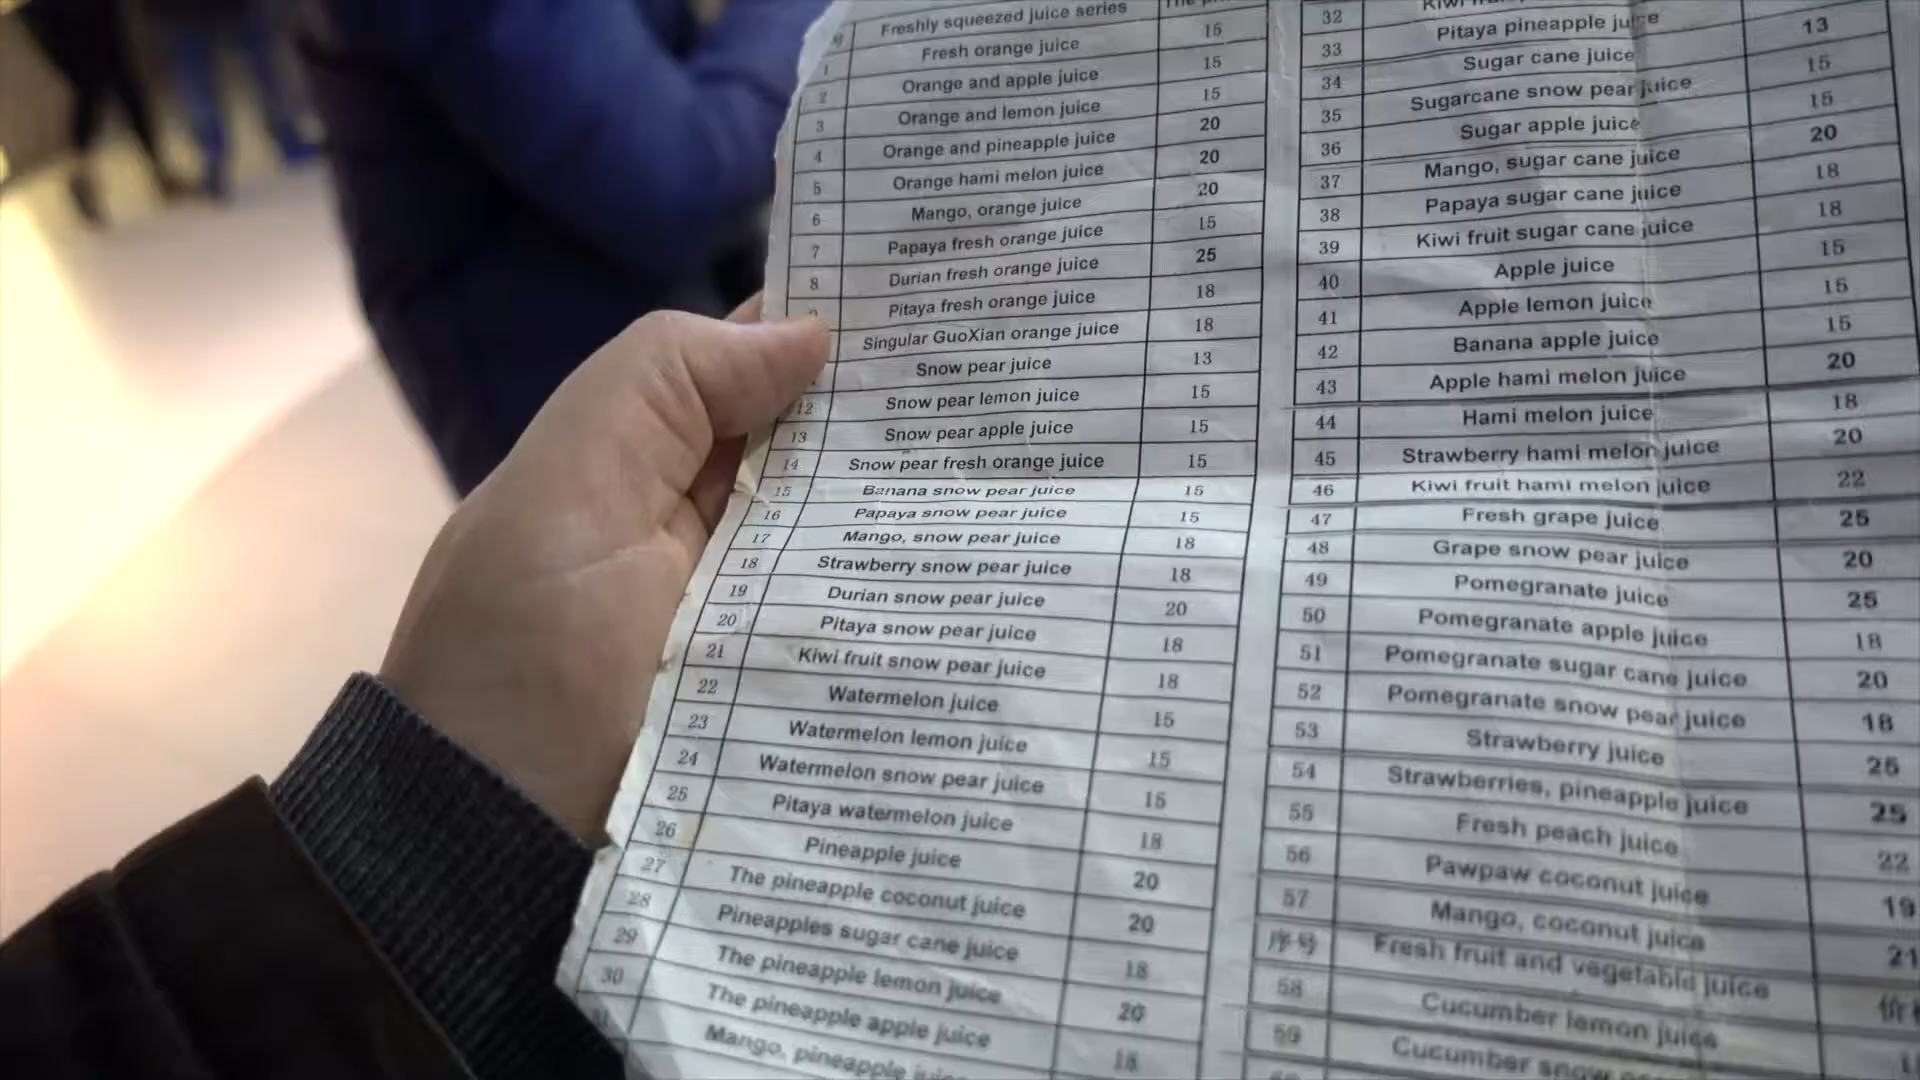 Freshly squeezed juice series
1 Fresh orange juice 15
2 Orange and apple juice 15
3 Orange and lemon juice 15
4 Orange and pineapple juice 20
5 Orange hami melon juice 20
6 Mango, orange juice 20
7 Papaya fresh orange juice 15
8 Durian fresh orange juice 25
Pitaya fresh orange juice 18
Singular GuoXian orange juice 18
Snow pear juice 13
12 Snow pear lemon juice 15
13 Snow pear apple juice 15
14 Snow pear fresh orange juice 15
15 Banana snow pear juice 15
16 Papaya snow pear juice 15
17 Mango, snow pear juice 18
18 Strawberry snow pear juice 18
19 Durian snow pear juice 20
20 Pitaya snow pear juice 18
21 Kiwi fruit snow pear juice 18
22 Watermelon juice 15
23 Watermelon lemon juice 15
24 Watermelon snow pear juice 15
25 Pitaya watermelon juice 18
26 Pineapple juice 20
27 The pineapple coconut juice 20
28 Pineapples sugar cane juice 18
29 The pineapple lemon juice 20
30 The pineapple apple juice 18
Mango, pineapple juice
32
33 Pitaya pineapple juice
34 Sugar cane juice 13
35 Sugarcane snow pear juice 15
36 Sugar apple juice 15
37 Mango, sugar cane juice 20
38 Papaya sugar cane juice 18
39 Kiwi fruit sugar cane juice 18
40 Apple juice 15
41 Apple lemon juice 15
42 Banana apple juice 15
43 Apple hami melon juice 20
44 Hami melon juice 18
45 Strawberry hami melon juice 20
46 Kiwi fruit hami melon juice 22
47 Fresh grape juice 25
48 Grape snow pear juice 20
49 Pomegranate juice 25
50 Pomegranate apple juice 18
51 Pomegranate sugar cane juice 20
52 Pomegranate snow pear juice 18
53 Strawberry juice 25
54 Strawberries, pineapple juice 25
55 Fresh peach juice 22
56 Pawpaw coconut juice 19
57 Mango, coconut juice 21
序号 Fresh fruit and vegetable juice
58 Cucumber lemon juice
59 Cucumber snow